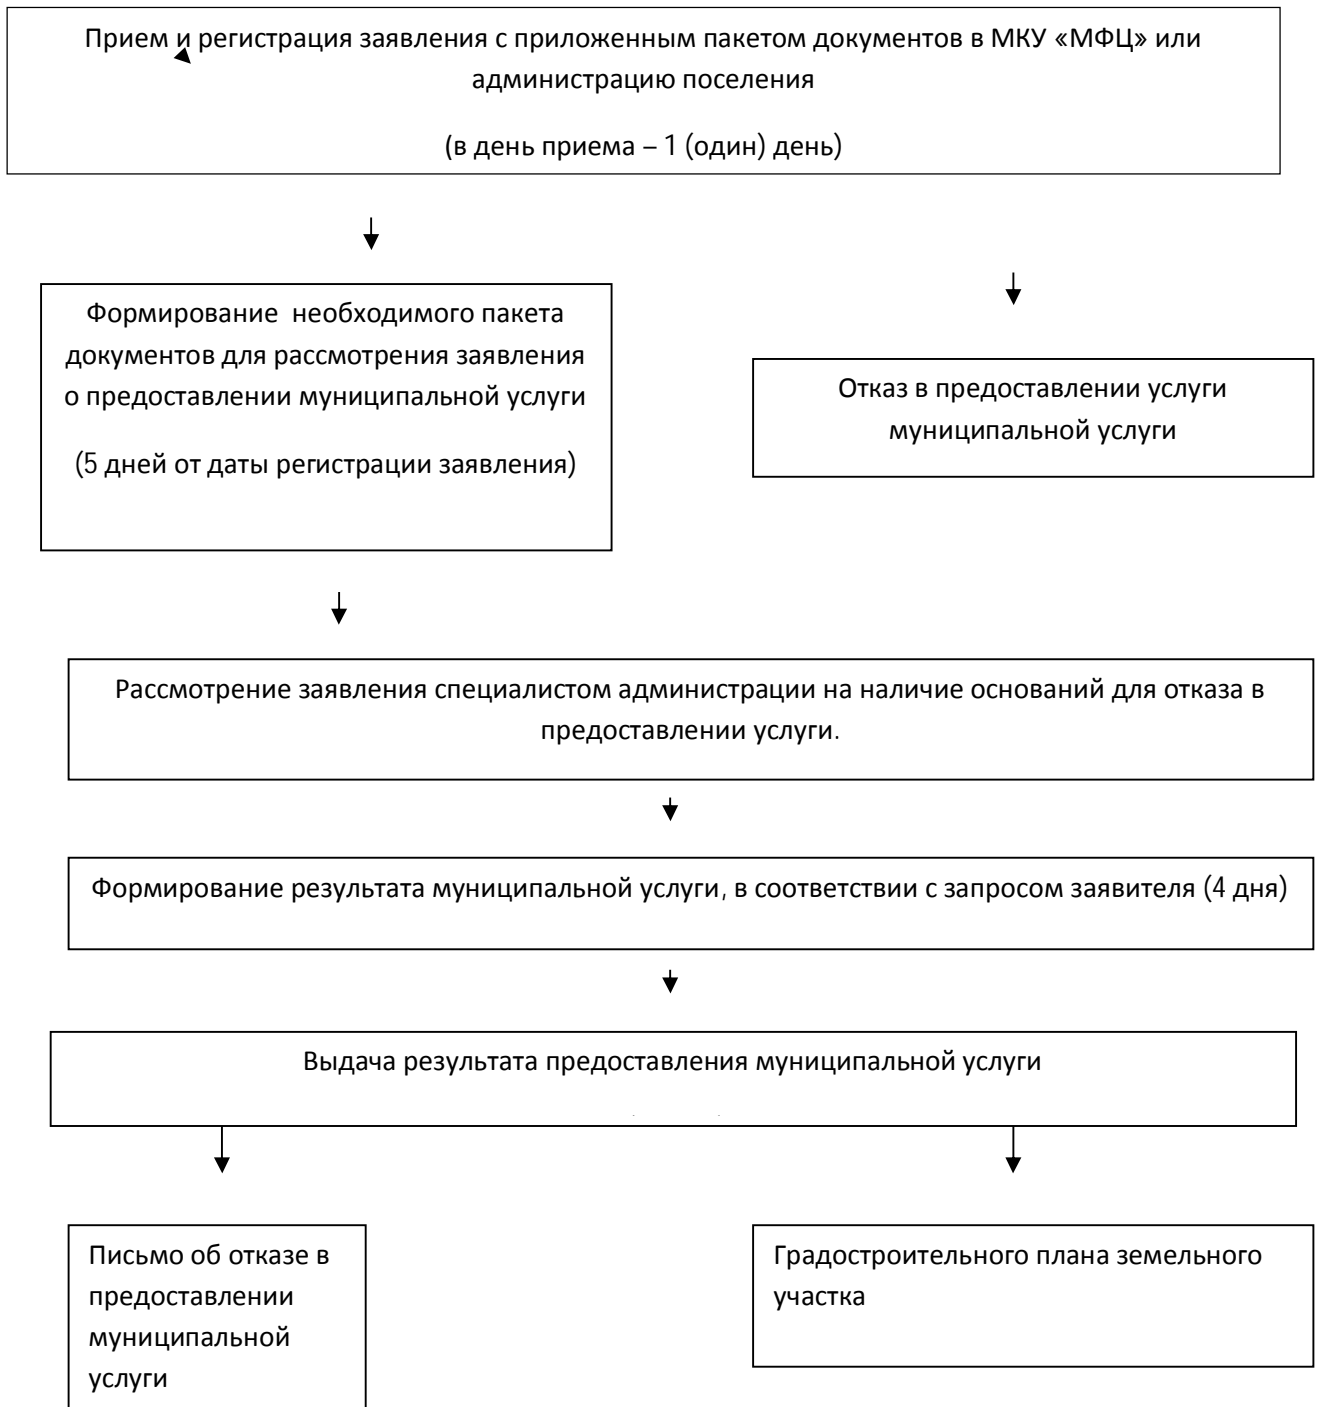 Прием и регистрация заявления с приложенным пакетом документов в МКУ «МФЦ» или
администрацию поселения
(в день приема – 1 (один) день)
Формирование необходимого пакета
документов для рассмотрения заявления
о предоставлении муниципальной услуги
(5 дней от даты регистрации заявления)
Отказ в предоставлении услуги
муниципальной услуги
Рассмотрение заявления специалистом администрации на наличие оснований для отказа в
предоставлении услуги.
Формирование результата муниципальной услуги, в соответствии с запросом заявителя (4 дня)
Выдача результата предоставления муниципальной услуги
Письмо об отказе в
предоставлении
муниципальной
услуги
Градостроительного плана земельного
участка